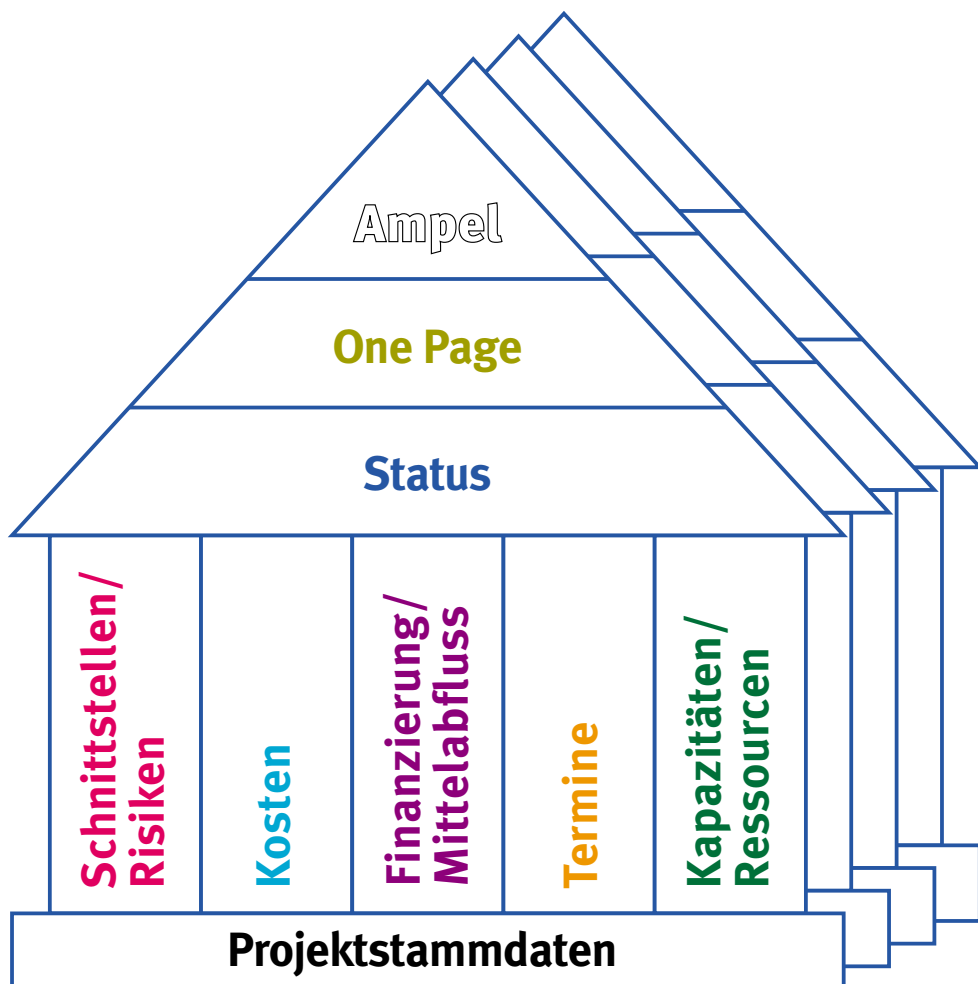 Ampel
One Page
Status
Schnittstellen/
Risiken
Kosten
Finanzierung/
Mittelabfluss
Termine
Kapazitäten/
Ressourcen
Projektstammdaten